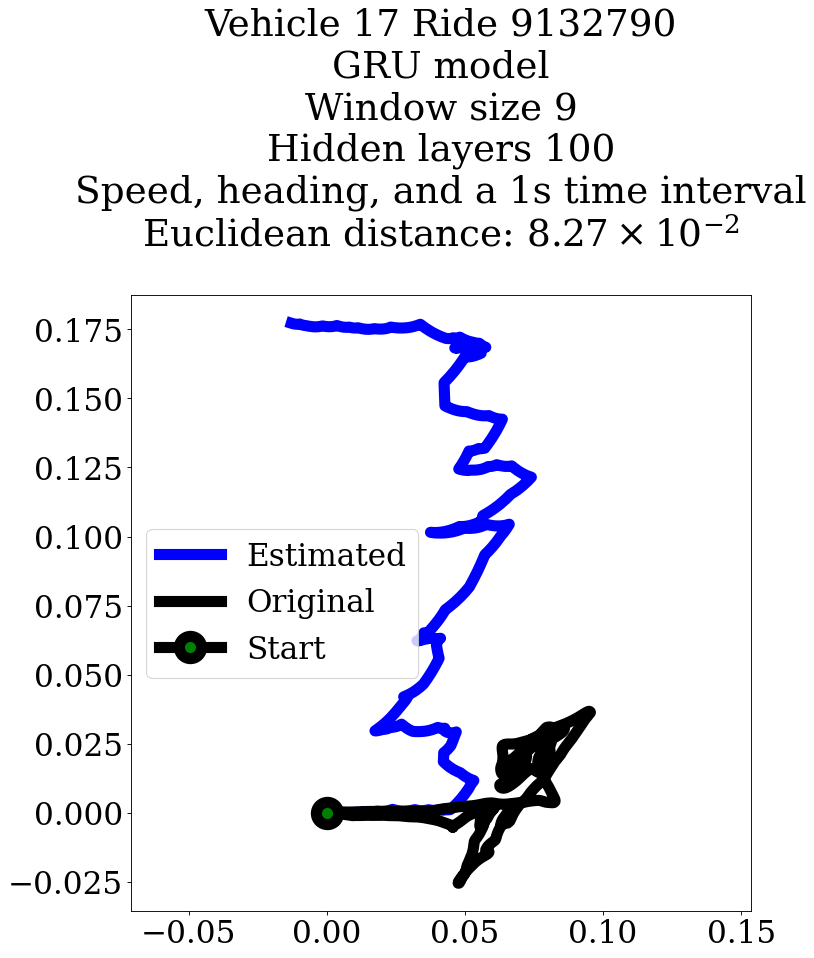 Vehicle 17 Ride 9132790
GRU model
Window size 9
Hidden layers 100
Speed, heading, and a 1s time interval
Euclidean distance: 8.27 × 10⁻²
0.175
0.150
0.125
0.100
0.075
0.050
0.025
0.000
−0.025
Estimated
Original
Start
−0.05 0.00 0.05 0.10 0.15